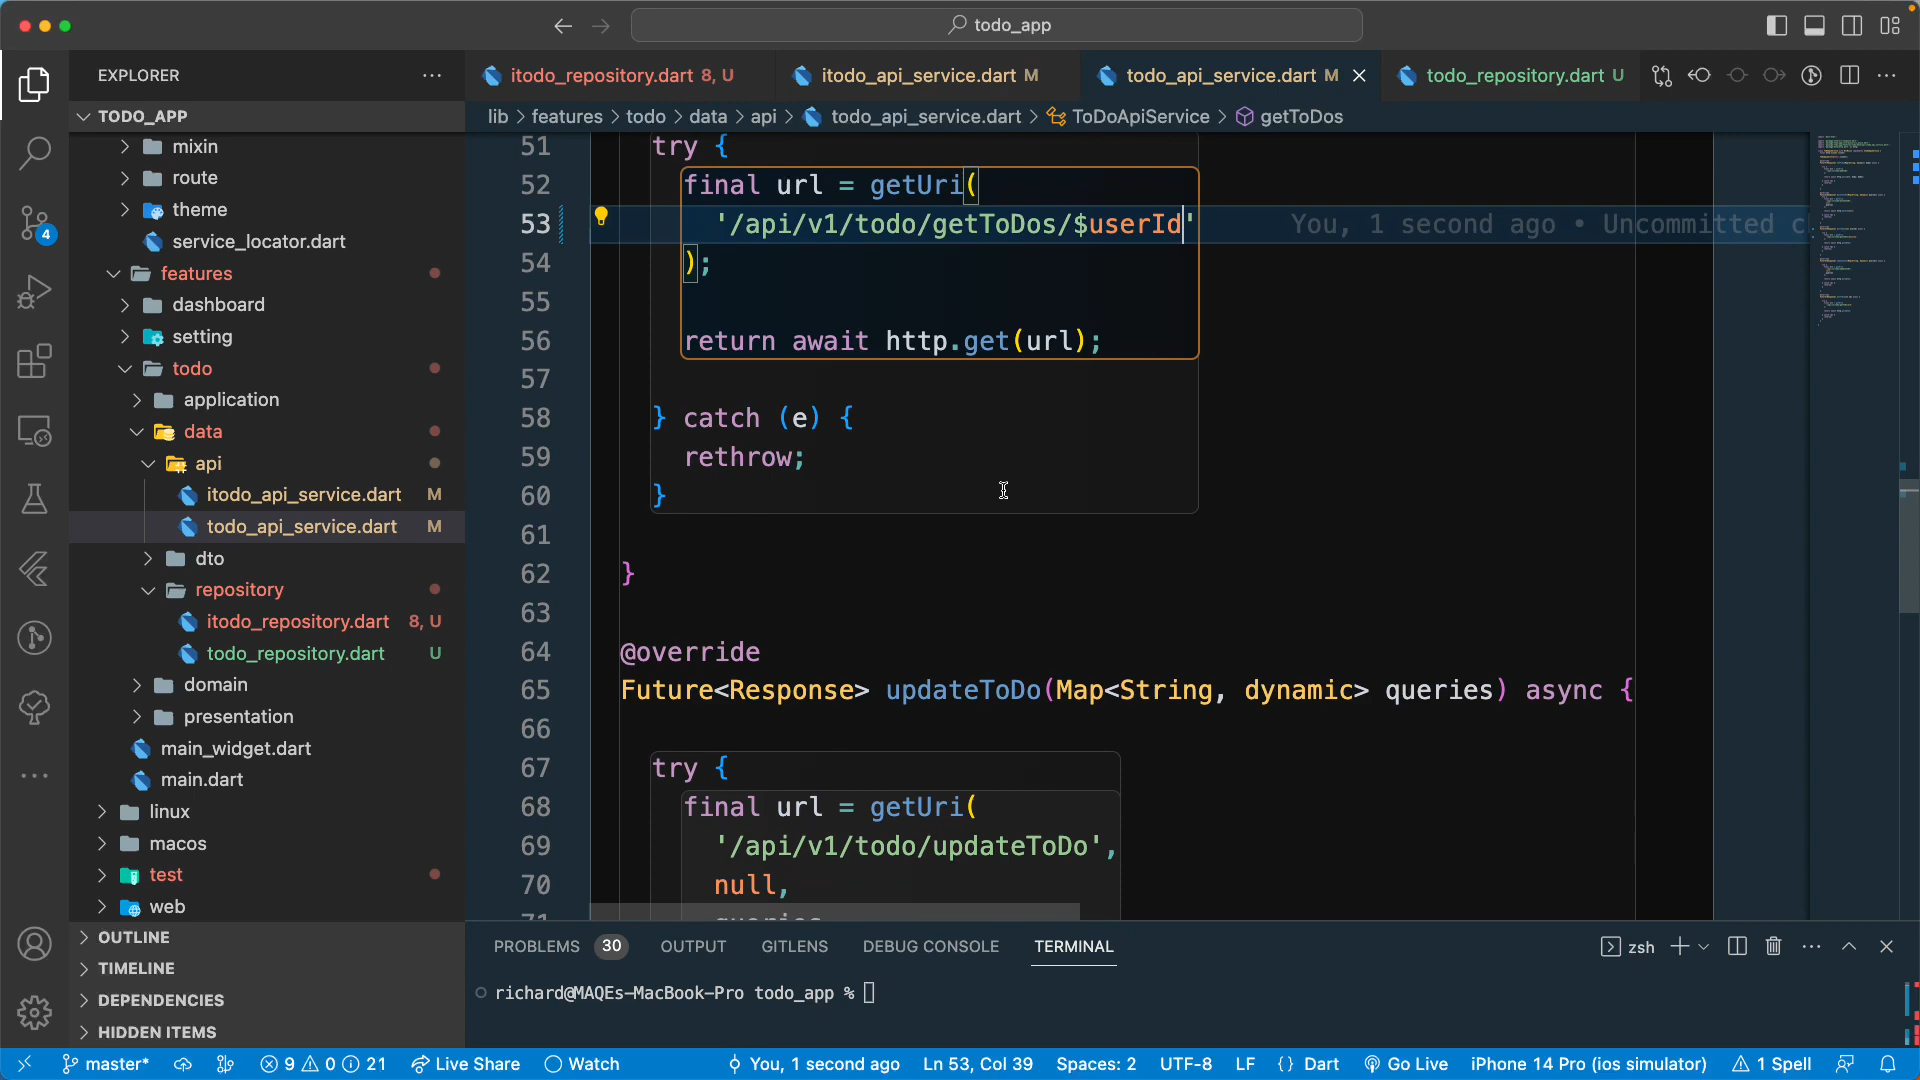 todo_app
EXPLORER
TODO_APP
mixin
route
theme
service_locator.dart
features
dashboard
setting
todo
application
data
api
itodo_api_service.dart M
todo_api_service.dart M
dto
repository
itodo_repository.dart 8, U
todo_repository.dart U
domain
presentation
main_widget.dart
main.dart
linux
macos
test
web
OUTLINE
TIMELINE
DEPENDENCIES
HIDDEN ITEMS
4
itodo_repository.dart 8, U
itodo_api_service.dart M
todo_api_service.dart M
todo_repository.dart U
lib > features > todo > data > api > todo_api_service.dart > ToDoApiService > getToDos
51 try {
52 final url = getUri(
53 '/api/v1/todo/getToDos/$userId' You, 1 second ago • Uncommitted c
54 );
55
56 return await http.get(url);
57
58 } catch (e) {
59 rethrow;
60 }
61
62 }
63
64 @override
65 Future<Response> updateToDo(Map<String, dynamic> queries) async {
66
67 try {
68 final url = getUri(
69 '/api/v1/todo/updateToDo',
70 null,
71 queries
PROBLEMS 30 OUTPUT GITLENS DEBUG CONSOLE TERMINAL
zsh
richard@MAQEs-MacBook-Pro todo_app %
master* 9 0 21 Live Share Watch You, 1 second ago Ln 53, Col 39 Spaces: 2 UTF-8 LF {} Dart Go Live iPhone 14 Pro (ios simulator) 1 Spell